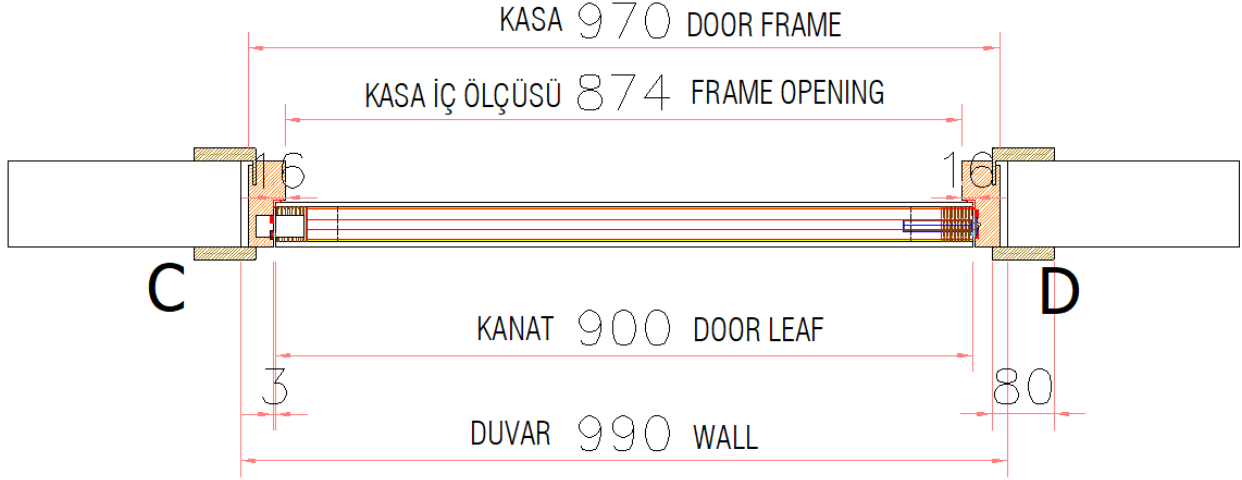 KASA 970 DOOR FRAME
KASA İÇ ÖLÇÜSÜ 874 FRAME OPENING
16 16
C D
KANAT 900 DOOR LEAF
3 80
DUVAR 990 WALL